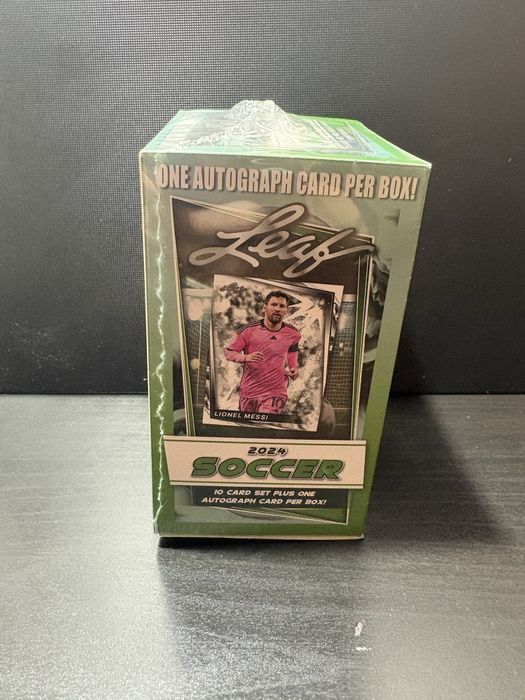 ONE AUTOGRAPH CARD PER BOX!
Leaf
Leaf
LIONEL MESSI
2024
SOCCER
10 CARD SET PLUS ONE
AUTOGRAPH CARD PER BOX!